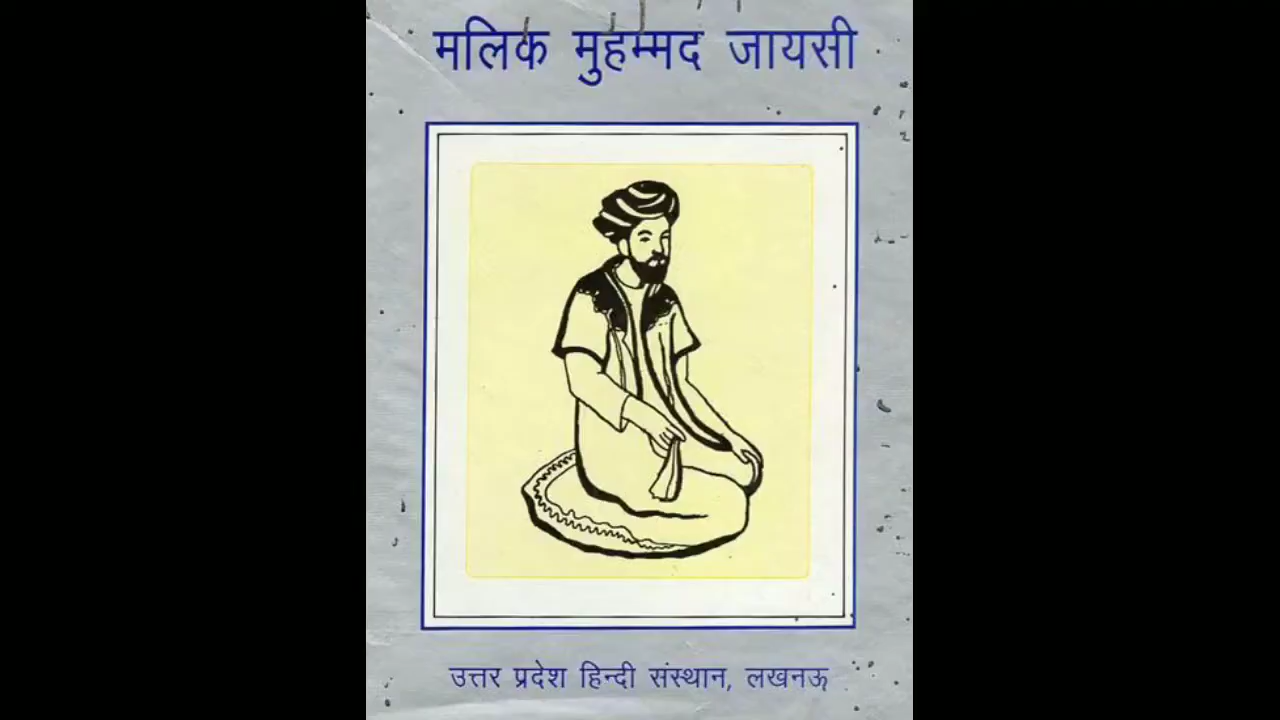 मलिक मुहम्मद जायसी
उत्तर प्रदेश हिन्दी संस्थान, लखनऊ